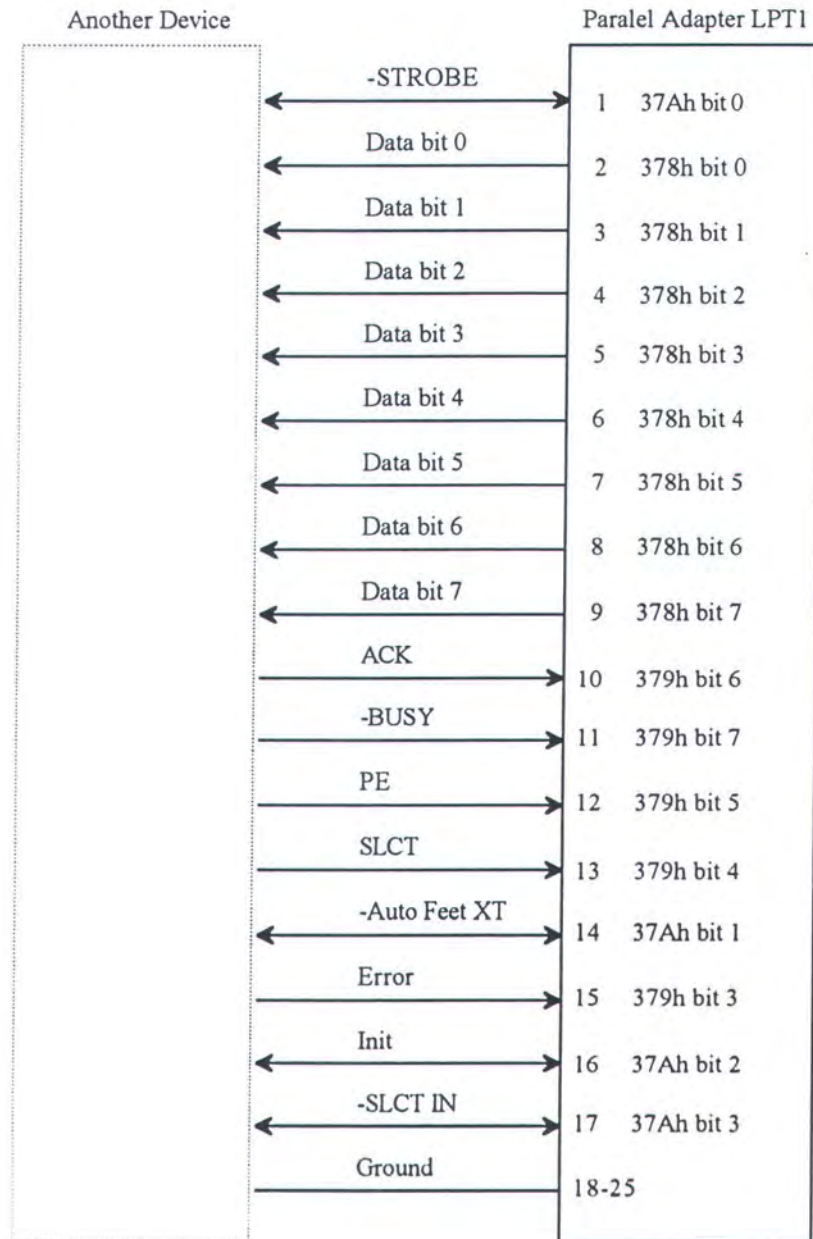 Another Device
Paralel Adapter LPT1
-STROBE
1 37Ah bit 0
Data bit 0
2 378h bit 0
Data bit 1
3 378h bit 1
Data bit 2
4 378h bit 2
Data bit 3
5 378h bit 3
Data bit 4
6 378h bit 4
Data bit 5
7 378h bit 5
Data bit 6
8 378h bit 6
Data bit 7
9 378h bit 7
ACK
10 379h bit 6
-BUSY
11 379h bit 7
PE
12 379h bit 5
SLCT
13 379h bit 4
-Auto Feet XT
14 37Ah bit 1
Error
15 379h bit 3
Init
16 37Ah bit 2
-SLCT IN
17 37Ah bit 3
Ground
18-25